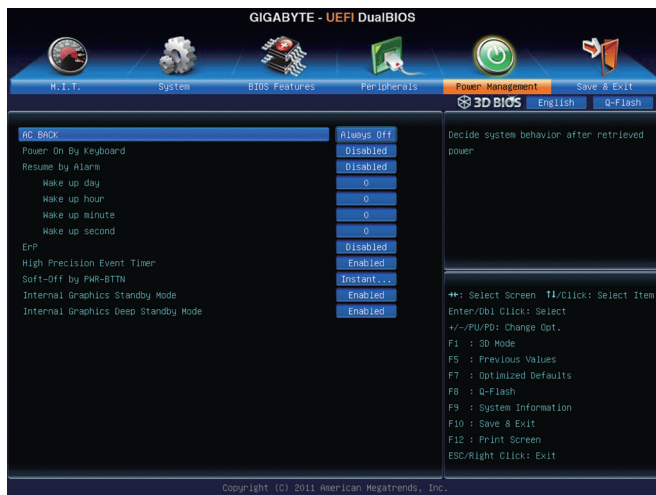 GIGABYTE - UEFI DualBIOS
M.I.T. System BIOS Features Peripherals Power Management Save & Exit
3D BIOS English Q-Flash
AC BACK Always Off
Power On By Keyboard Disabled
Resume by Alarm Disabled
Wake up day 0
Wake up hour 0
Wake up minute 0
Wake up second 0
ErP Disabled
High Precision Event Timer Enabled
Soft-Off by PWR-BTTN Instant...
Internal Graphics Standby Mode Enabled
Internal Graphics Deep Standby Mode Enabled
Decide system behavior after retrieved
power
→←: Select Screen ↑↓/Click: Select Item
Enter/Dbl Click: Select
+/-/PU/PD: Change Opt.
F1 : 3D Mode
F5 : Previous Values
F7 : Optimized Defaults
F8 : Q-Flash
F9 : System Information
F10 : Save & Exit
F12 : Print Screen
ESC/Right Click: Exit
Copyright (C) 2011 American Megatrends, Inc.